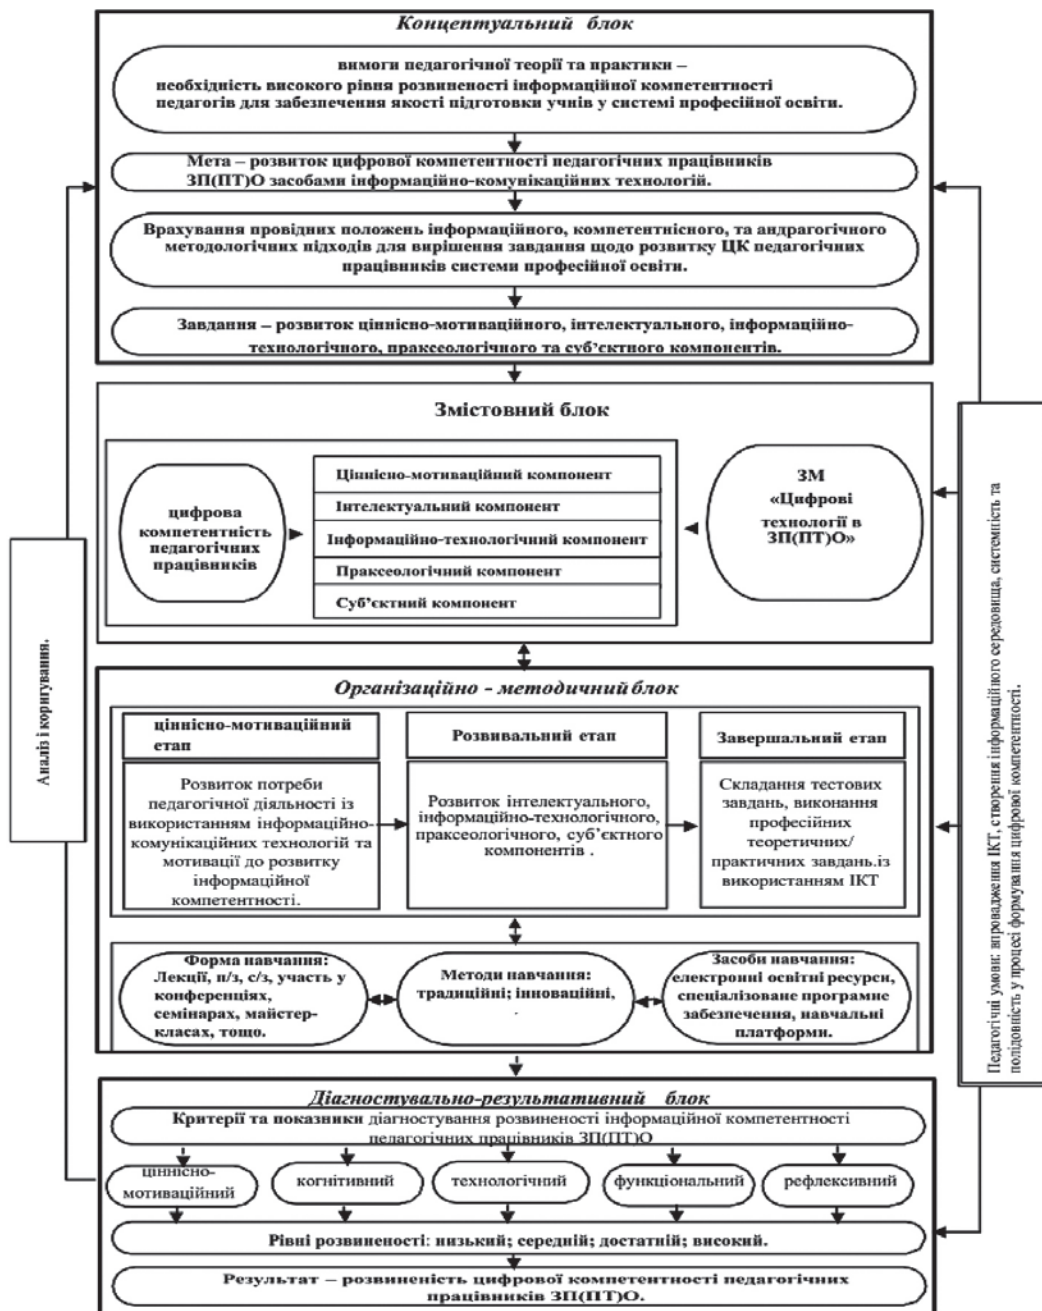 Концептуальний блок
вимоги педагогічної теорії та практики –
необхідність високого рівня розвиненості інформаційної компетентності
педагогів для забезпечення якості підготовки учнів у системі професійної освіти.
Мета – розвиток цифрової компетентності педагогічних працівників
ЗП(ПТ)О засобами інформаційно-комунікаційних технологій.
Врахування провідних положень інформаційного, компетентнісного, та андрагогічного
методологічних підходів для вирішення завдання щодо розвитку ЦК педагогічних
працівників системи професійної освіти.
Завдання – розвиток ціннісно-мотиваційного, інтелектуального, інформаційно-
технологічного, праксеологічного та суб’єктного компонентів.
Змістовний блок
цифрова
компетентність
педагогічних
працівників
Ціннісно-мотиваційний компонент
Інтелектуальний компонент
Інформаційно-технологічний компонент
Праксеологічний компонент
Суб’єктний компонент
ЗМ
«Цифрові
технології в
ЗП(ПТ)О»
Організаційно - методичний блок
ціннісно-мотиваційний
етап
Розвиток потреби
педагогічної діяльності із
використанням інформаційно-
комунікаційних технологій та
мотивації до розвитку
інформаційної
компетентності.
Розвивальний етап
Розвиток інтелектуального,
інформаційно-технологічного,
праксеологічного, суб’єктного
компонентів .
Завершальний етап
Складання тестових
завдань, виконання
професійних
теоретичних/
практичних завдань.із
використанням ІКТ
Форма навчання:
Лекції, п/з, с/з, участь у
конференціях,
семінарах, майстер-
класах, тощо.
Методи навчання:
традиційні; інноваційні,
.
Засоби навчання:
електронні освітні ресурси,
спеціалізоване програмне
забезпечення, навчальні
платформи.
Діагностувально-результативний блок
Критерії та показники діагностування розвиненості інформаційної компетентності
педагогічних працівників ЗП(ПТ)О
ціннісно-
мотиваційний
когнітивний
технологічний
функціональний
рефлексивний
Рівні розвиненості: низький; середній; достатній; високий.
Результат – розвиненість цифрової компетентності педагогічних
працівників ЗП(ПТ)О.
Аналіз і коригування.
Педагогічні умови: впровадження ІКТ, створення інформаційного середовища, системність та
полідовність у процесі формування цифрової компетентності.